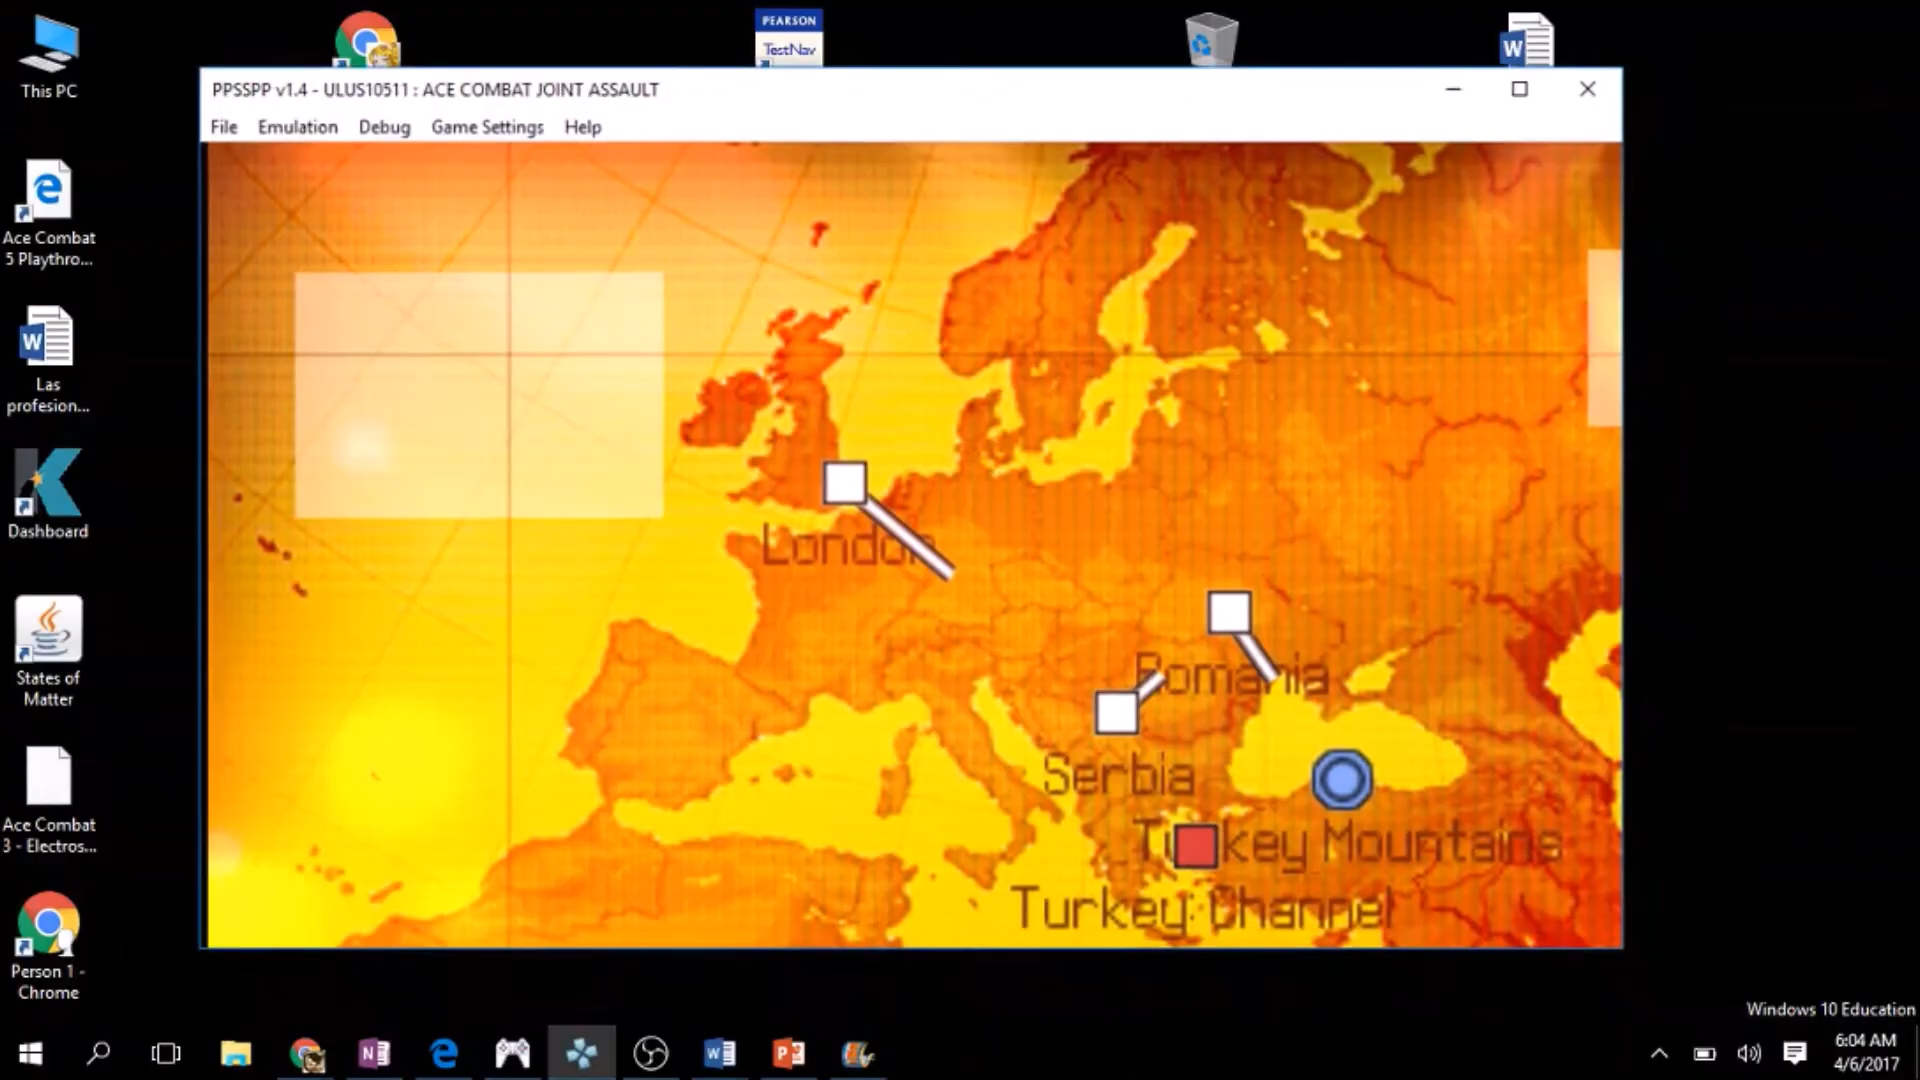 PEARSON
TestNav
This PC
PPSSPP v1.4 - ULUS10511 : ACE COMBAT JOINT ASSAULT
File Emulation Debug Game Settings Help
Ace Combat
5 Playthro...
Las
profesion...
Dashboard
States of
Matter
Ace Combat
3 - Electros...
Person 1 -
Chrome
London
Romania
Serbia
Turkey Mountains
Turkey Channel
Windows 10 Education
6:04 AM
4/6/2017